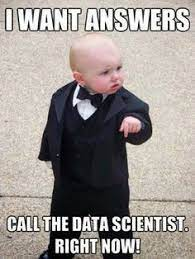 I WANT ANSWERS
CALL THE DATA SCIENTIST.
RIGHT NOW!